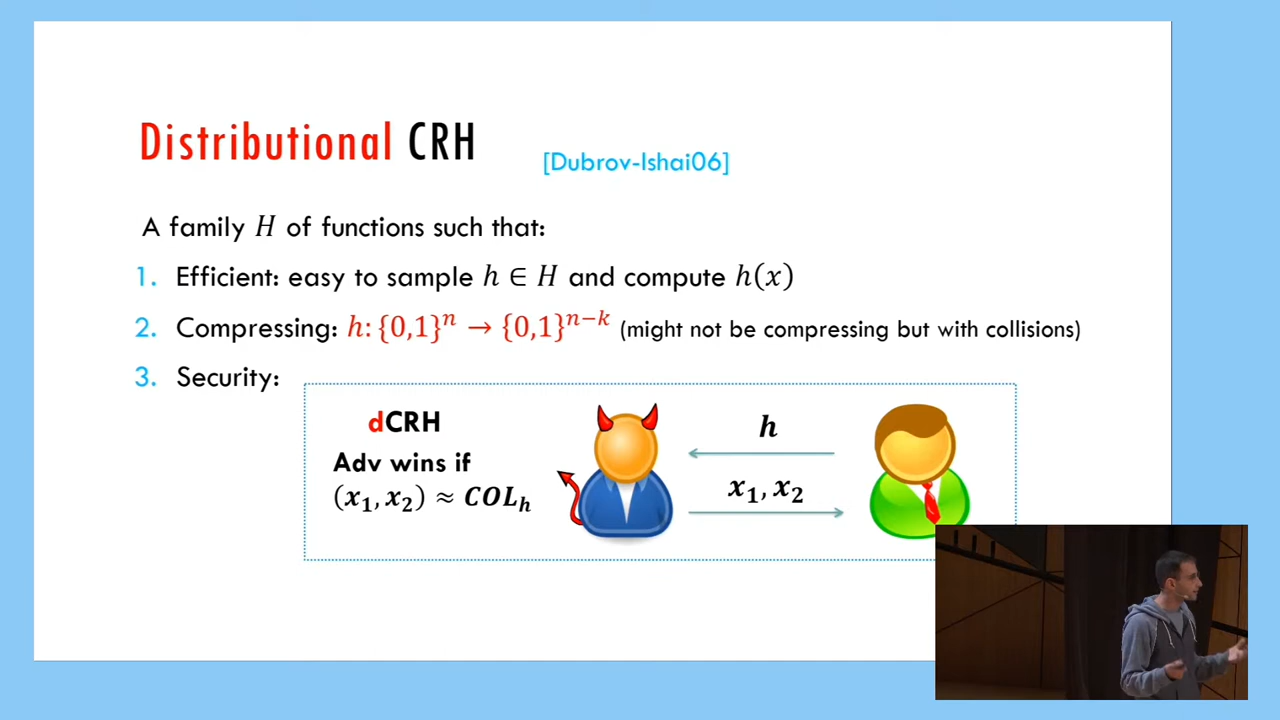 Distributional CRH
[Dubrov-Ishai06]
A family H of functions such that:
1. Efficient: easy to sample h ∈ H and compute h(x)
2. Compressing: h: {0,1}ⁿ → {0,1}ⁿ⁻ᵏ (might not be compressing but with collisions)
3. Security:
dCRH
Adv wins if
(x₁, x₂) ≈ COLₕ
h
x₁, x₂